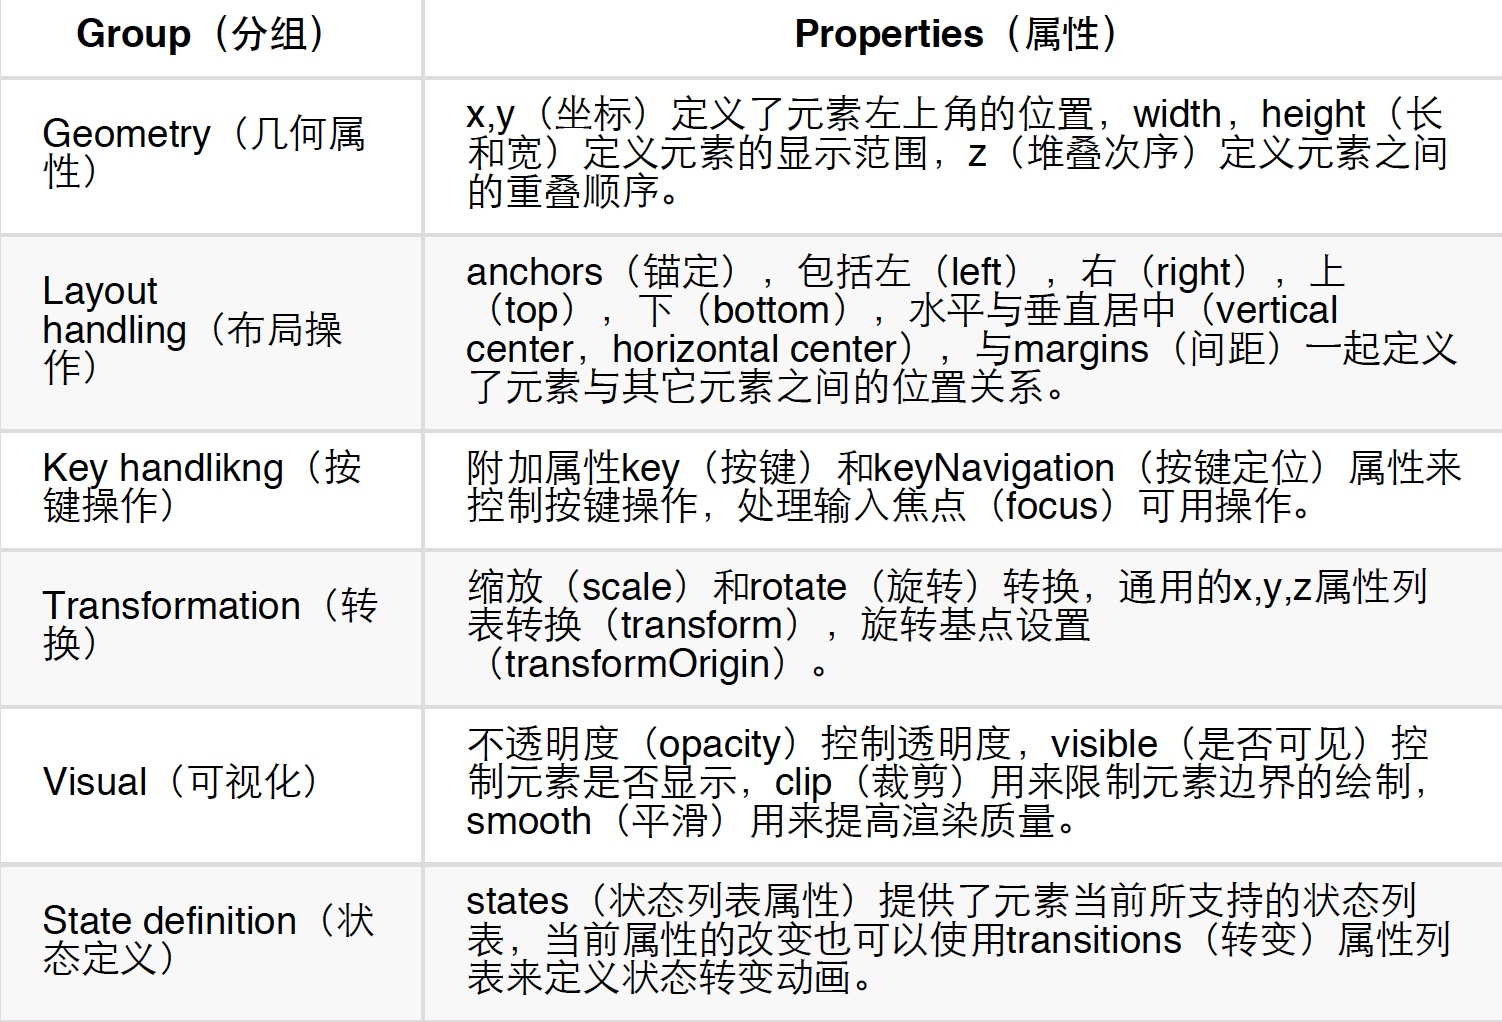 Group（分组）
Properties（属性）
Geometry（几何属
性）
x,y（坐标）定义了元素左上角的位置，width，height（长
和宽）定义元素的显示范围，z（堆叠次序）定义元素之间
的重叠顺序。
Layout
handling（布局操
作）
anchors（锚定），包括左（left），右（right），上
（top），下（bottom），水平与垂直居中（vertical
center，horizontal center），与margins（间距）一起定义
了元素与其它元素之间的位置关系。
Key handlikng（按
键操作）
附加属性key（按键）和keyNavigation（按键定位）属性来
控制按键操作，处理输入焦点（focus）可用操作。
Transformation（转
换）
缩放（scale）和rotate（旋转）转换，通用的x,y,z属性列
表转换（transform），旋转基点设置
（transformOrigin）。
Visual（可视化）
不透明度（opacity）控制透明度，visible（是否可见）控
制元素是否显示，clip（裁剪）用来限制元素边界的绘制，
smooth（平滑）用来提高渲染质量。
State definition（状
态定义）
states（状态列表属性）提供了元素当前所支持的状态列
表，当前属性的改变也可以使用transitions（转变）属性列
表来定义状态转变动画。